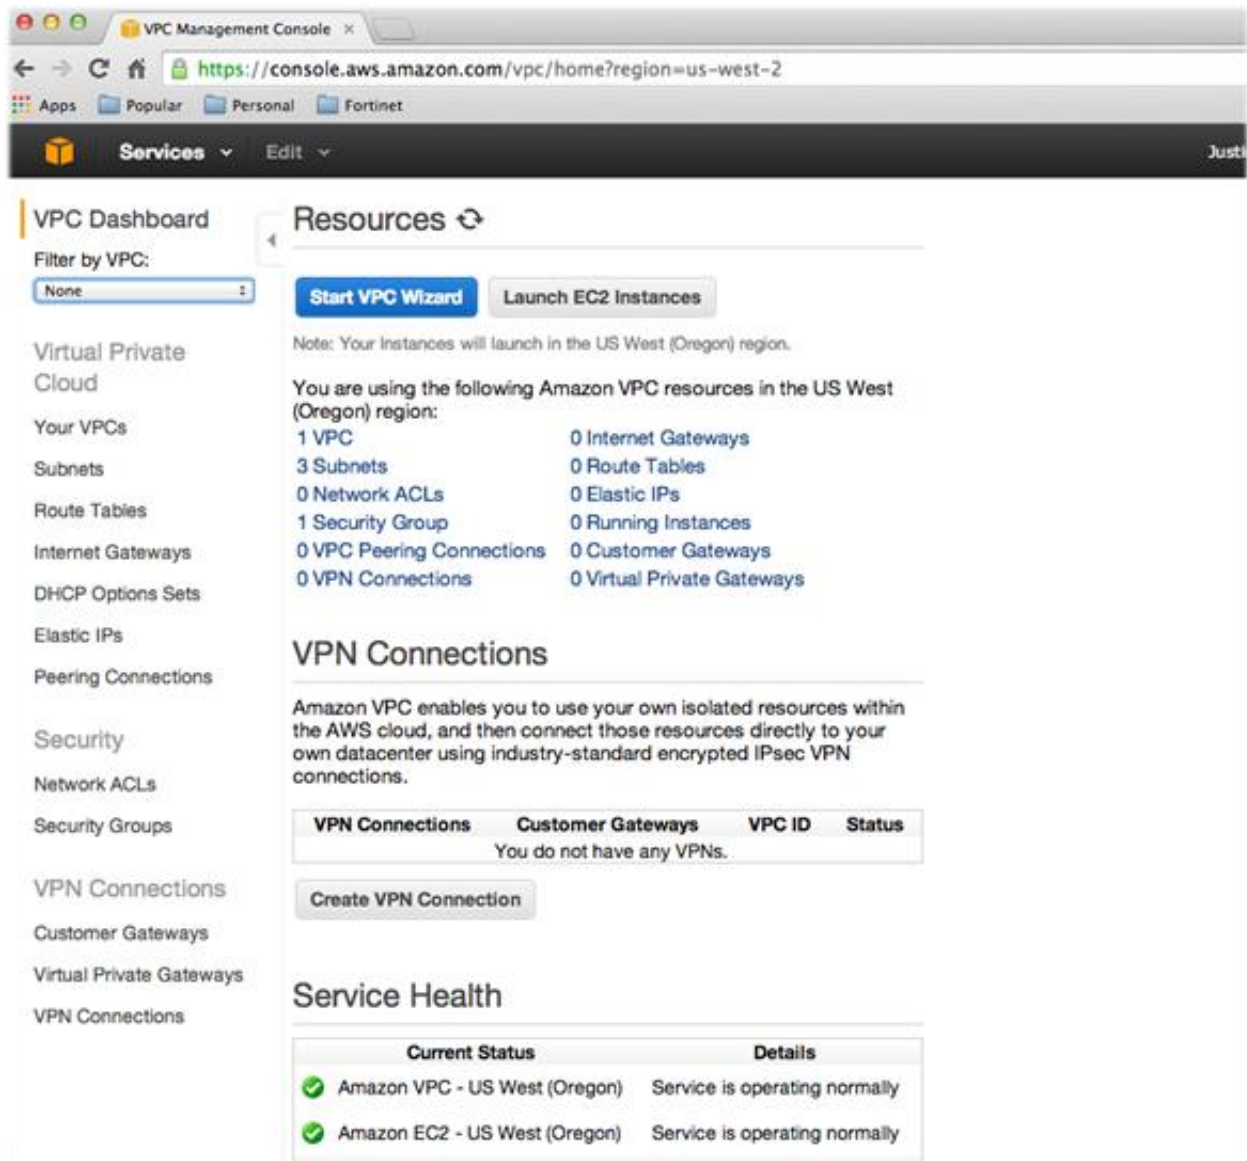 VPC Management Console ×
https://console.aws.amazon.com/vpc/home?region=us-west-2
Apps Popular Personal Fortinet
Services Edit
VPC Dashboard
Filter by VPC:
None
Virtual Private
Cloud
Your VPCs
Subnets
Route Tables
Internet Gateways
DHCP Options Sets
Elastic IPs
Peering Connections
Security
Network ACLs
Security Groups
VPN Connections
Customer Gateways
Virtual Private Gateways
VPN Connections
Resources
Start VPC Wizard Launch EC2 Instances
Note: Your Instances will launch in the US West (Oregon) region.
You are using the following Amazon VPC resources in the US West
(Oregon) region:
1 VPC 0 Internet Gateways
3 Subnets 0 Route Tables
0 Network ACLs 0 Elastic IPs
1 Security Group 0 Running Instances
0 VPC Peering Connections 0 Customer Gateways
0 VPN Connections 0 Virtual Private Gateways
VPN Connections
Amazon VPC enables you to use your own isolated resources within
the AWS cloud, and then connect those resources directly to your
own datacenter using industry-standard encrypted IPsec VPN
connections.
VPN Connections Customer Gateways VPC ID Status
You do not have any VPNs.
Create VPN Connection
Service Health
Current Status Details
Amazon VPC - US West (Oregon) Service is operating normally
Amazon EC2 - US West (Oregon) Service is operating normally